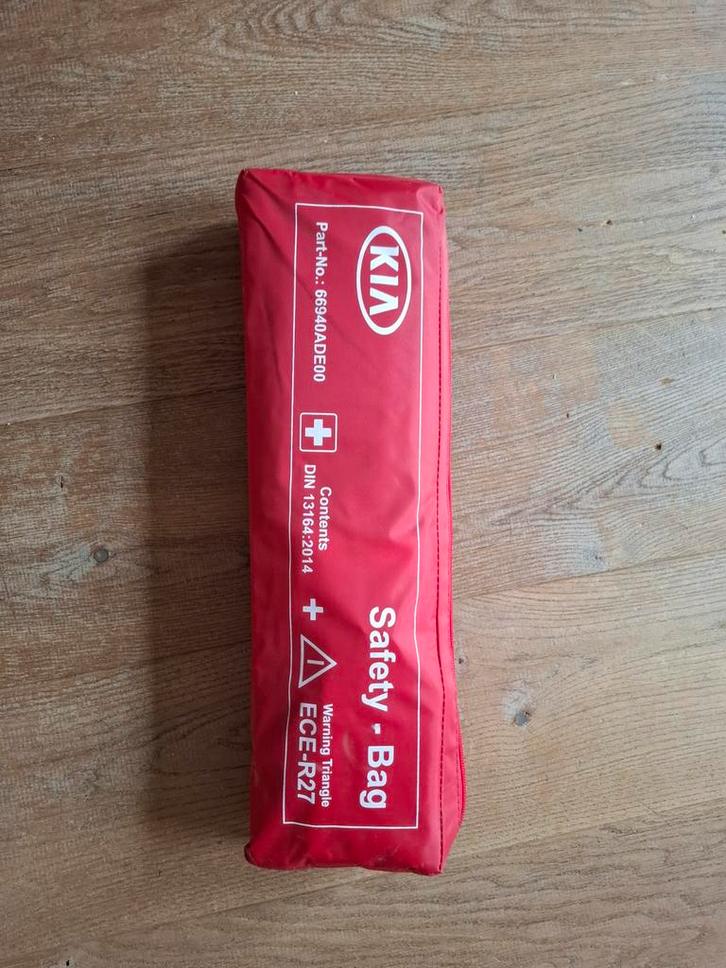 KIA
Safety - Bag
Part-No.: 66940ADE00
Contents
DIN 13164:2014
Warning Triangle
ECE-R27